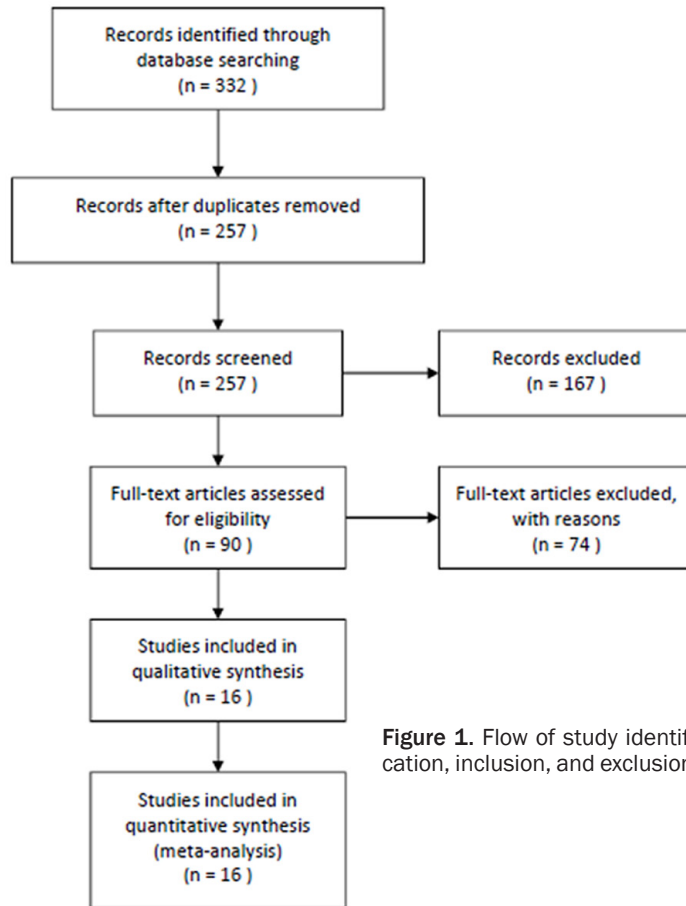 Records identified through
database searching
(n = 332 )
Records after duplicates removed
(n = 257 )
Records screened
(n = 257 )
Records excluded
(n = 167 )
Full-text articles assessed
for eligibility
(n = 90 )
Full-text articles excluded,
with reasons
(n = 74 )
Studies included in
qualitative synthesis
(n = 16 )
Figure 1. Flow of study identif
cation, inclusion, and exclusion
Studies included in
quantitative synthesis
(meta-analysis)
(n = 16 )